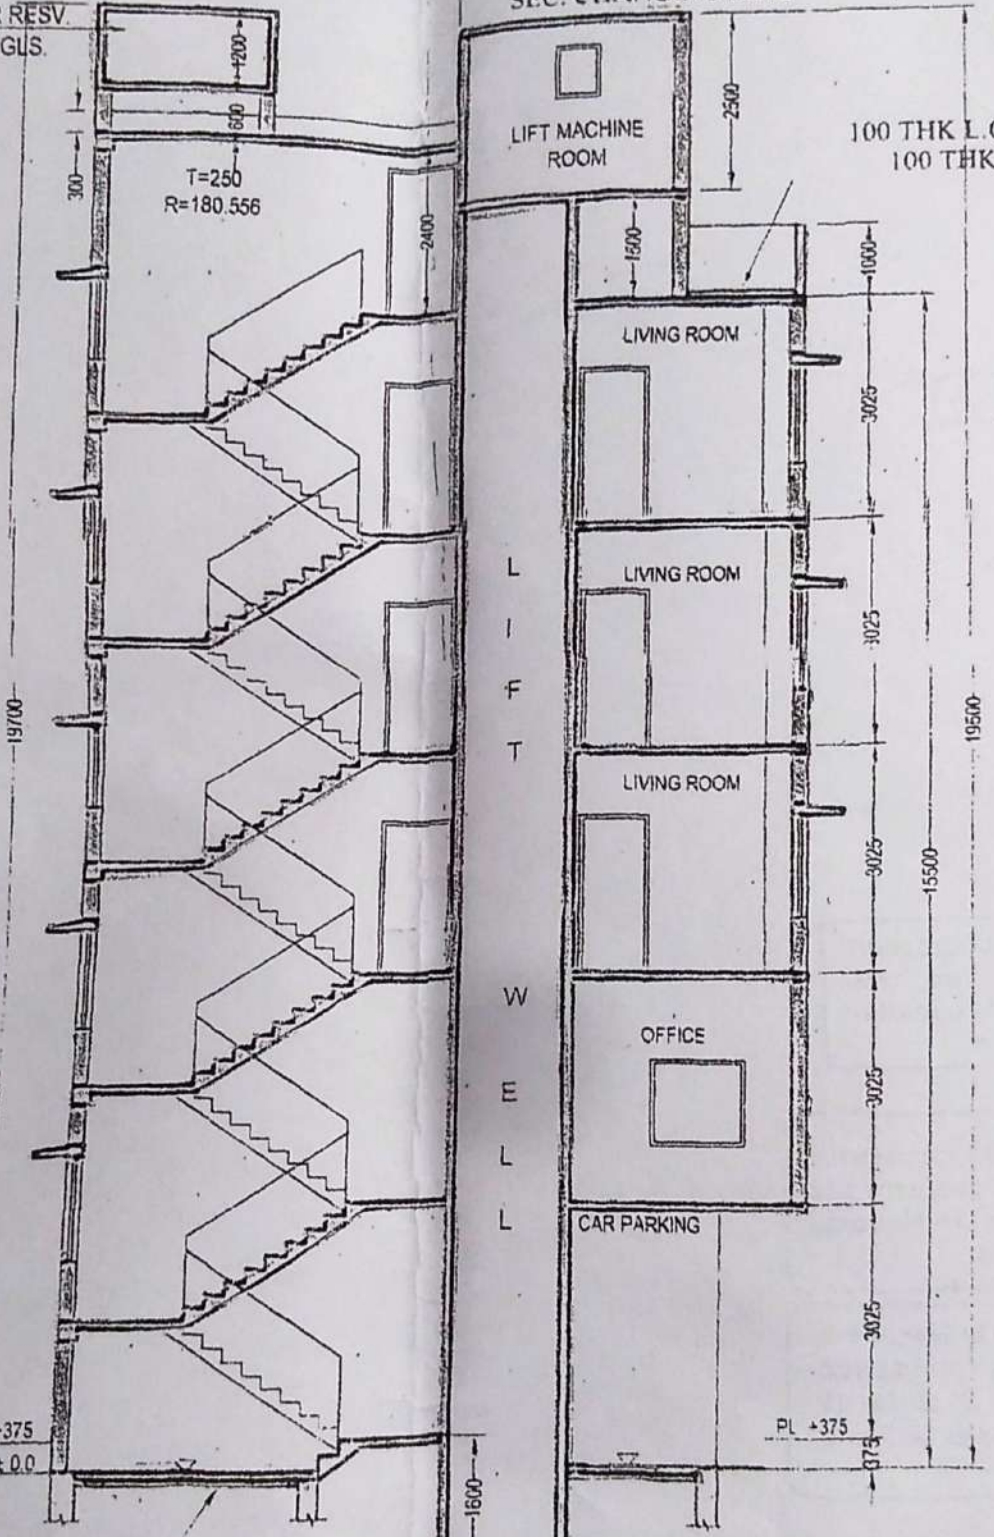 RESV.
GLS.
1200
600
300
T=250
R=180.556
2400
LIFT MACHINE
ROOM
2500
100 THK L.
100 THK
1500
1000
LIVING ROOM
3025
LIVING ROOM
3025
LIVING ROOM
3025
L
I
F
T
W
E
L
L
19700
19500
15500
OFFICE
3025
CAR PARKING
3025
PL +375
375
+375
0.0
1600